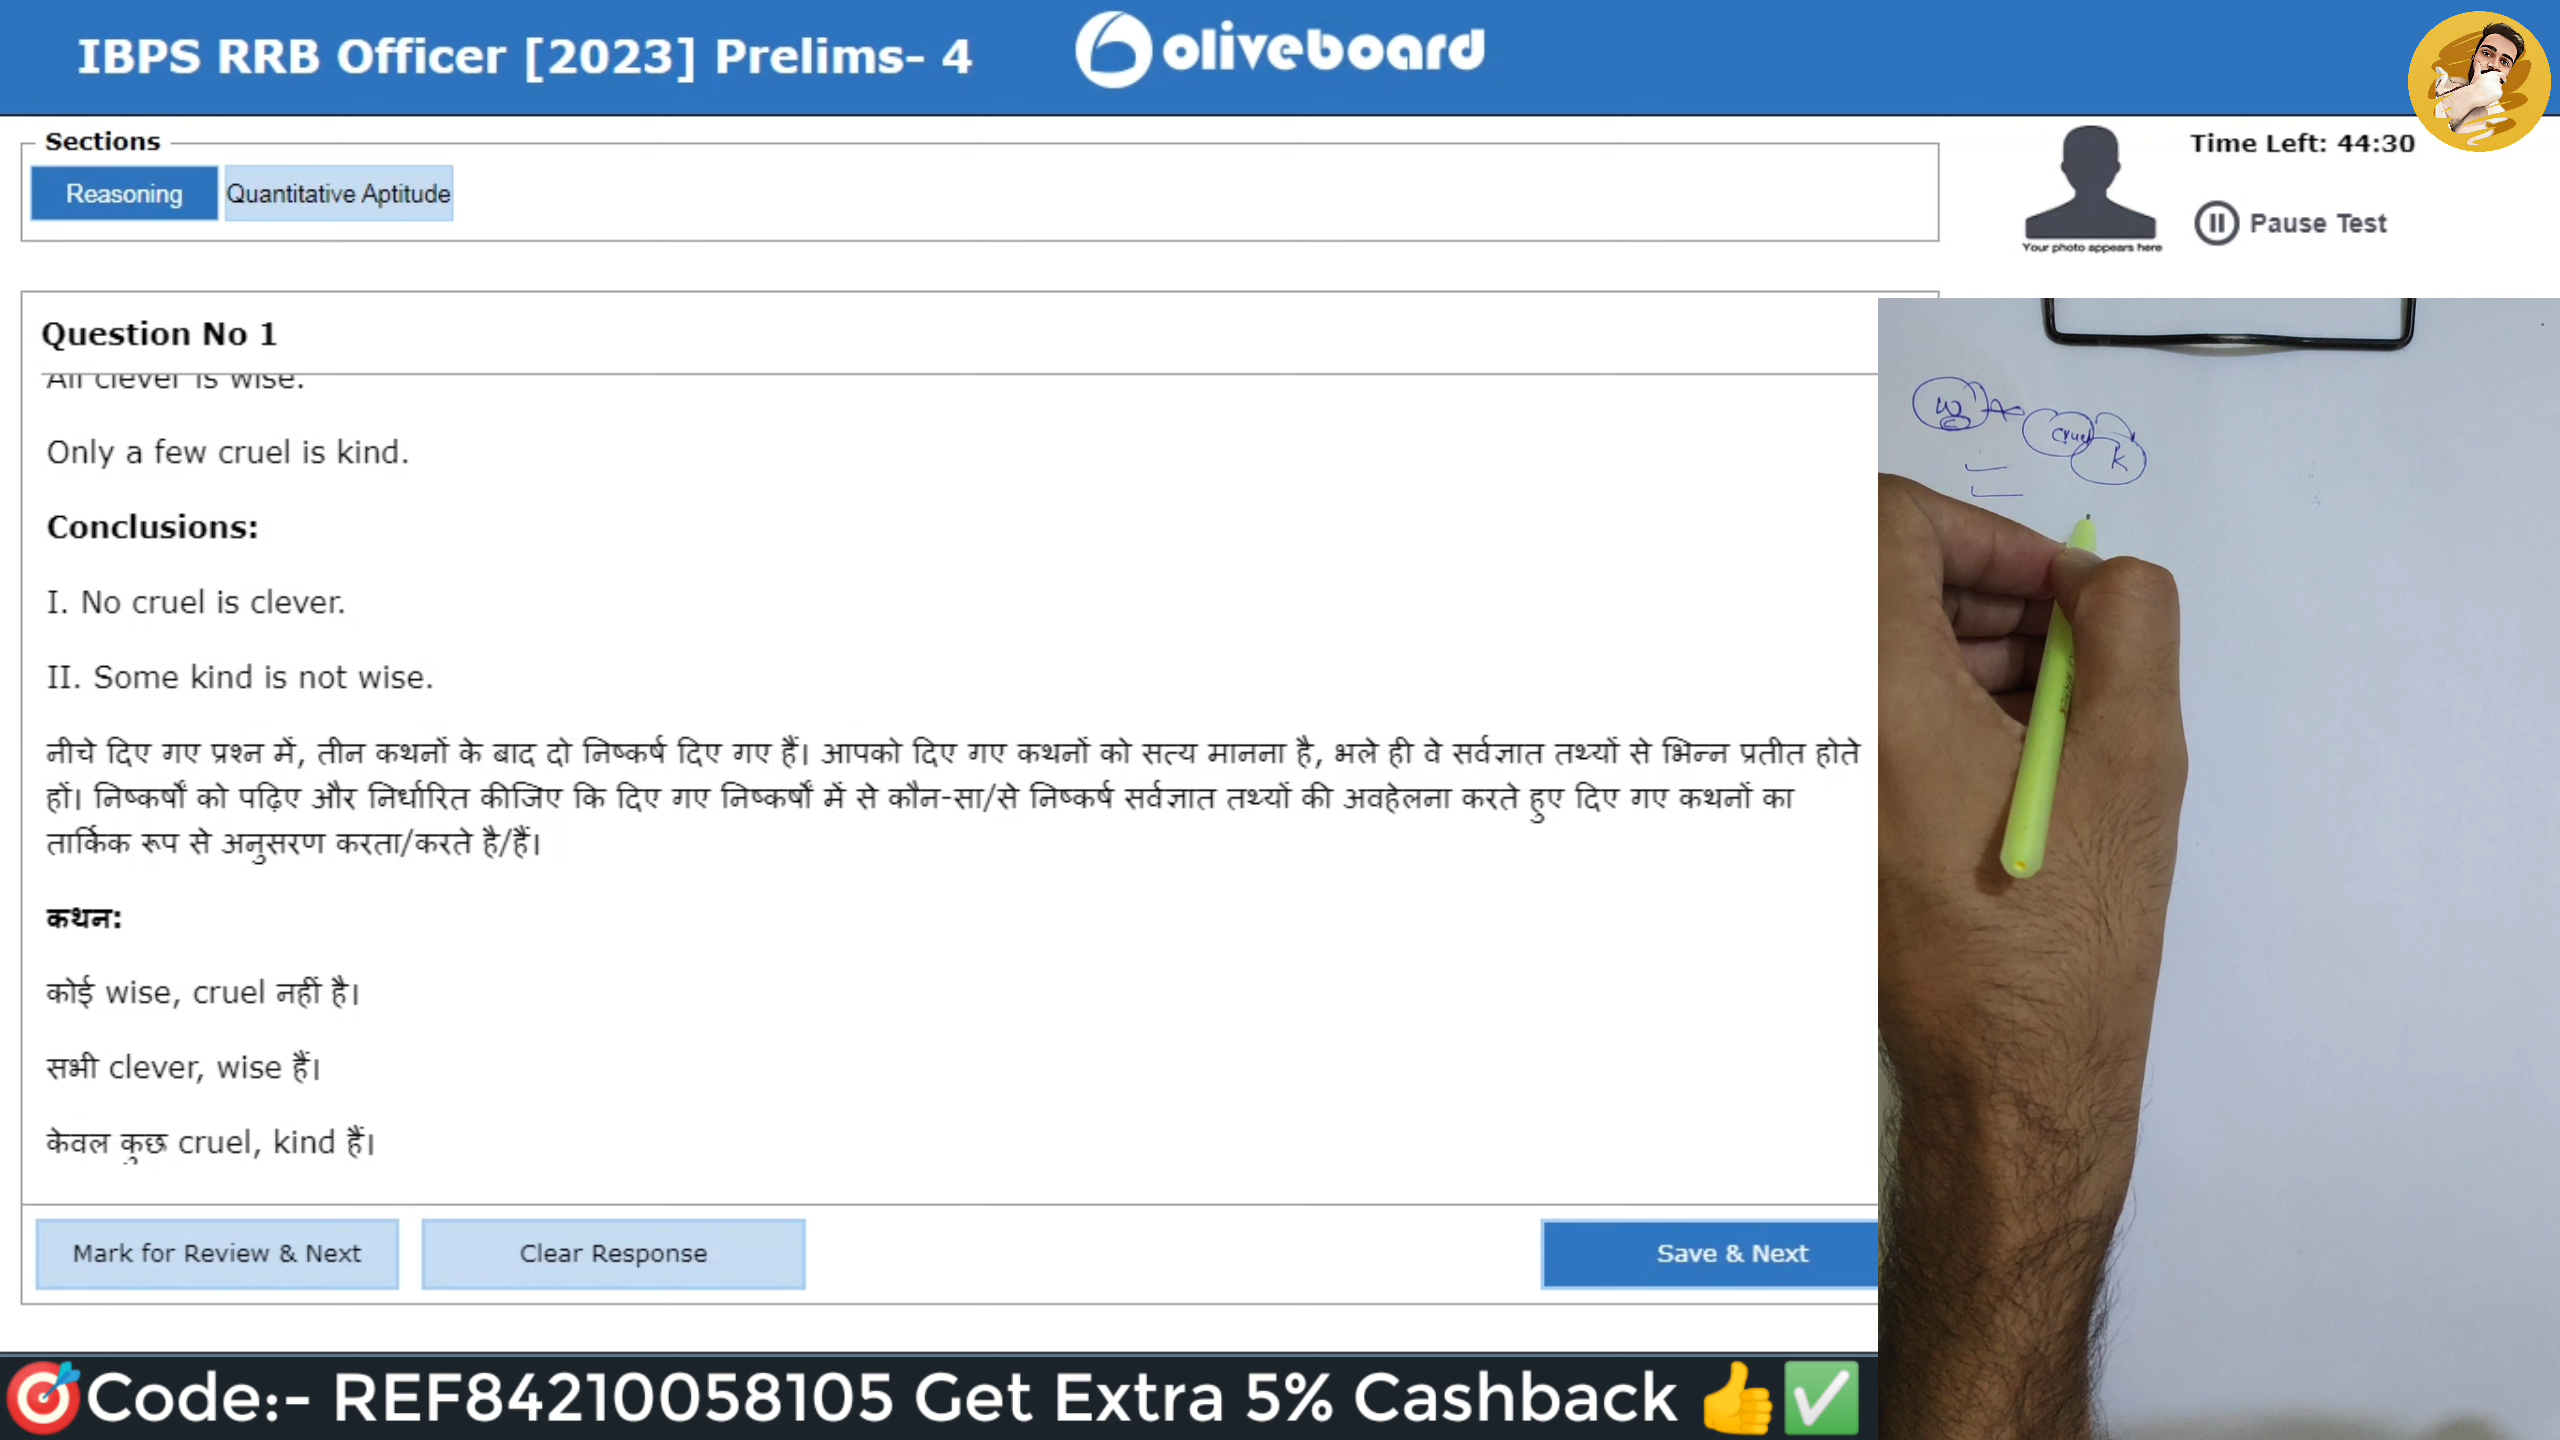 IBPS RRB Officer [2023] Prelims- 4
oliveboard
Sections
Reasoning
Quantitative Aptitude
Your photo appears here
Time Left: 44:30
Pause Test
Question No 1
All clever is wise.
Only a few cruel is kind.
Conclusions:
I. No cruel is clever.
II. Some kind is not wise.
नीचे दिए गए प्रश्न में, तीन कथनों के बाद दो निष्कर्ष दिए गए हैं। आपको दिए गए कथनों को सत्य मानना है, भले ही वे सर्वज्ञात तथ्यों से भिन्न प्रतीत होते
हों। निष्कर्षों को पढ़िए और निर्धारित कीजिए कि दिए गए निष्कर्षों में से कौन-सा/से निष्कर्ष सर्वज्ञात तथ्यों की अवहेलना करते हुए दिए गए कथनों का
तार्किक रूप से अनुसरण करता/करते है/हैं।
कथन:
कोई wise, cruel नहीं है।
सभी clever, wise हैं।
केवल कुछ cruel, kind हैं।
W
C
cruel
K
Mark for Review & Next
Clear Response
Save & Next
Code:- REF84210058105 Get Extra 5% Cashback